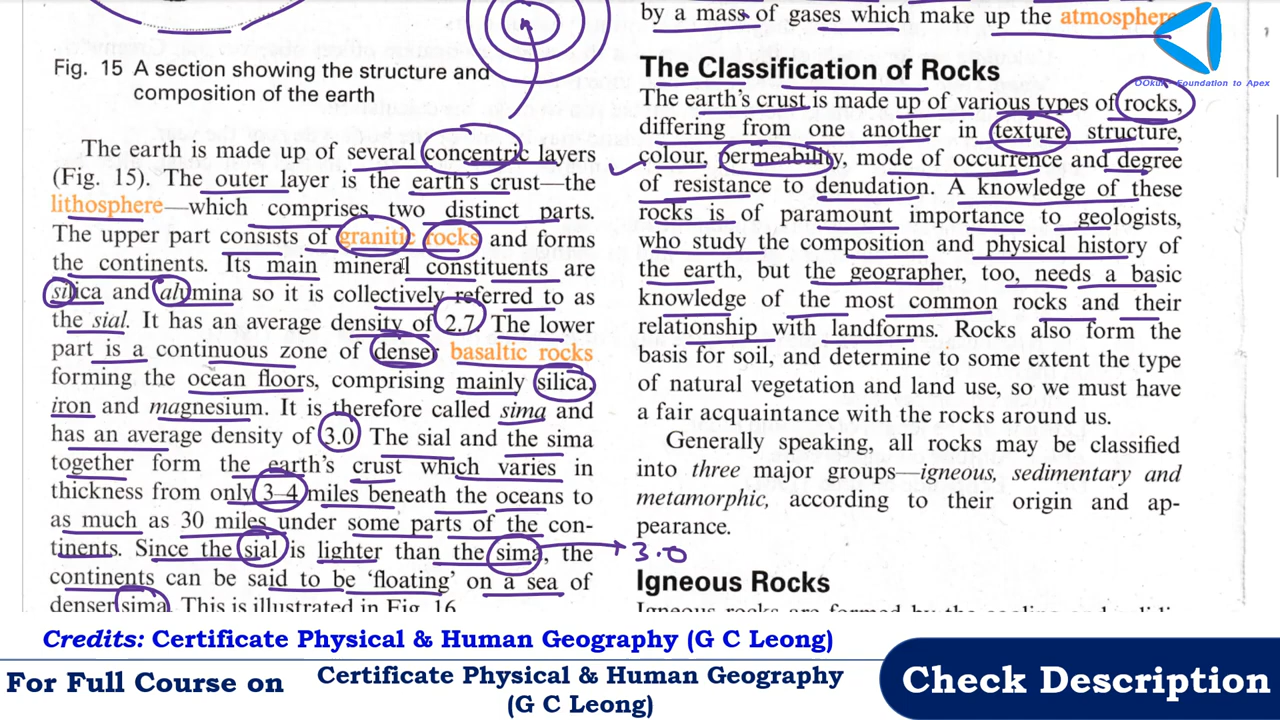 Fig. 15 A section showing the structure and
composition of the earth
The earth is made up of several concentric layers
(Fig. 15). The outer layer is the earth's crust—the
lithosphere—which comprises two distinct parts.
The upper part consists of granitic rocks and forms
the continents. Its main mineral constituents are
silica and alumina so it is collectively referred to as
the sial. It has an average density of 2.7. The lower
part is a continuous zone of denser basaltic rocks
forming the ocean floors, comprising mainly silica,
iron and magnesium. It is therefore called sima and
has an average density of 3.0 The sial and the sima
together form the earth's crust which varies in
thickness from only 3–4 miles beneath the oceans to
as much as 30 miles under some parts of the con-
tinents. Since the sial is lighter than the sima, the
continents can be said to be 'floating' on a sea of
denser sima. This is illustrated in Fig. 16
by a mass of gases which make up the atmosphere
The Classification of Rocks
The earth's crust is made up of various types of rocks,
differing from one another in texture, structure,
colour, permeability, mode of occurrence and degree
of resistance to denudation. A knowledge of these
rocks is of paramount importance to geologists,
who study the composition and physical history of
the earth, but the geographer, too, needs a basic
knowledge of the most common rocks and their
relationship with landforms. Rocks also form the
basis for soil, and determine to some extent the type
of natural vegetation and land use, so we must have
a fair acquaintance with the rocks around us.
Generally speaking, all rocks may be classified
into three major groups—igneous, sedimentary and
metamorphic, according to their origin and ap-
pearance.
3.0
Igneous Rocks
Igneous rocks are formed by the cooling and
Foundation to Apex
Credits: Certificate Physical & Human Geography (G C Leong)
For Full Course on
Certificate Physical & Human Geography
(G C Leong)
Check Description